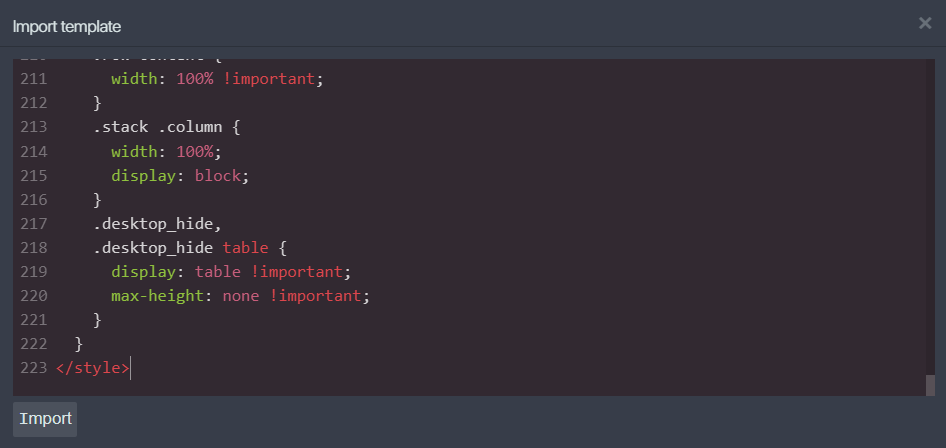 Import template ×
211 width: 100% !important;
212 }
213 .stack .column {
214 width: 100%;
215 display: block;
216 }
217 .desktop_hide,
218 .desktop_hide table {
219 display: table !important;
220 max-height: none !important;
221 }
222 }
223 </style>
Import